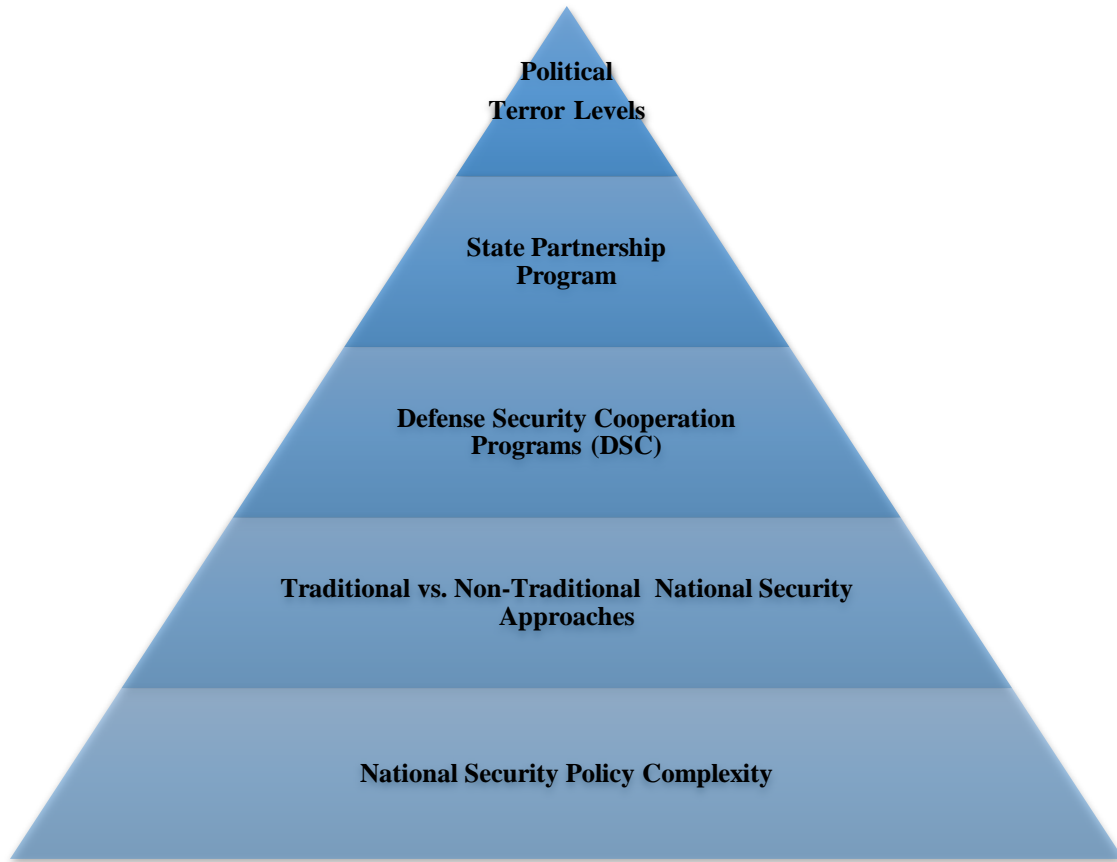 Political
Terror Levels
State Partnership
Program
Defense Security Cooperation
Programs (DSC)
Traditional vs. Non-Traditional  National Security
Approaches
National Security Policy Complexity